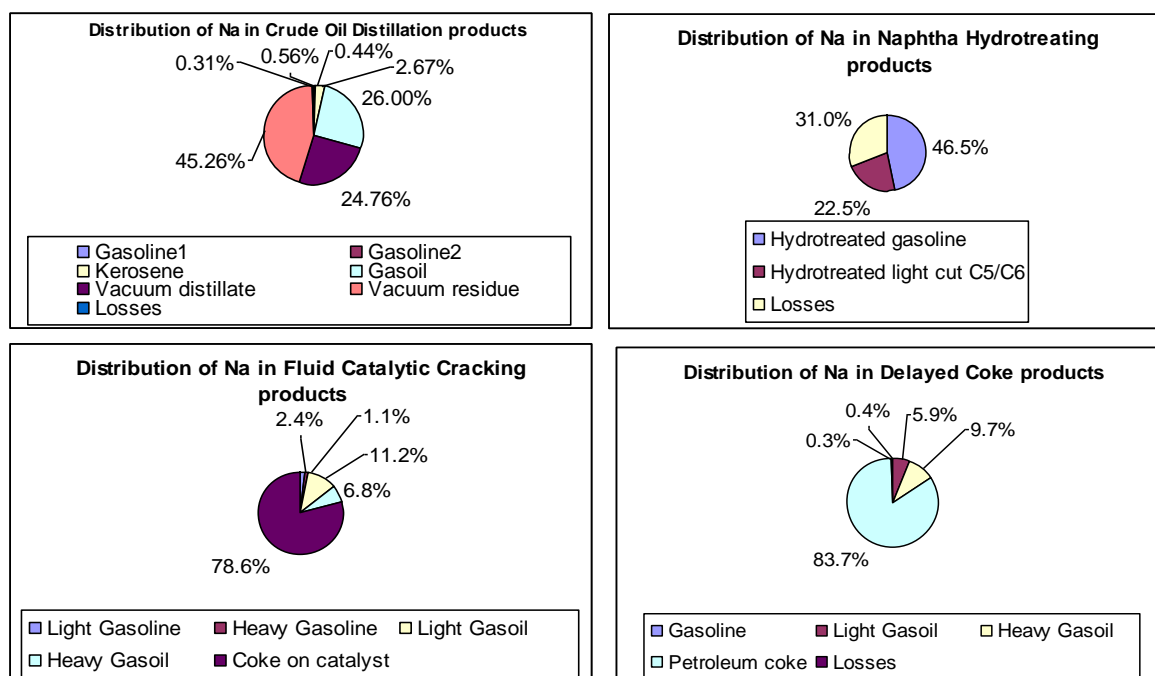 Distribution of Na in Crude Oil Distillation products
0.56%
0.44%
0.31%
2.67%
26.00%
45.26%
24.76%
Gasoline1
Gasoline2
Kerosene
Gasoil
Vacuum distillate
Vacuum residue
Losses
Distribution of Na in Naphtha Hydrotreating
products
31.0%
46.5%
22.5%
Hydrotreated gasoline
Hydrotreated light cut C5/C6
Losses
Distribution of Na in Fluid Catalytic Cracking
products
2.4%
1.1%
11.2%
6.8%
78.6%
Light Gasoline
Heavy Gasoline
Light Gasoil
Heavy Gasoil
Coke on catalyst
Distribution of Na in Delayed Coke products
0.4%
5.9%
0.3%
9.7%
83.7%
Gasoline
Light Gasoil
Heavy Gasoil
Petroleum coke
Losses